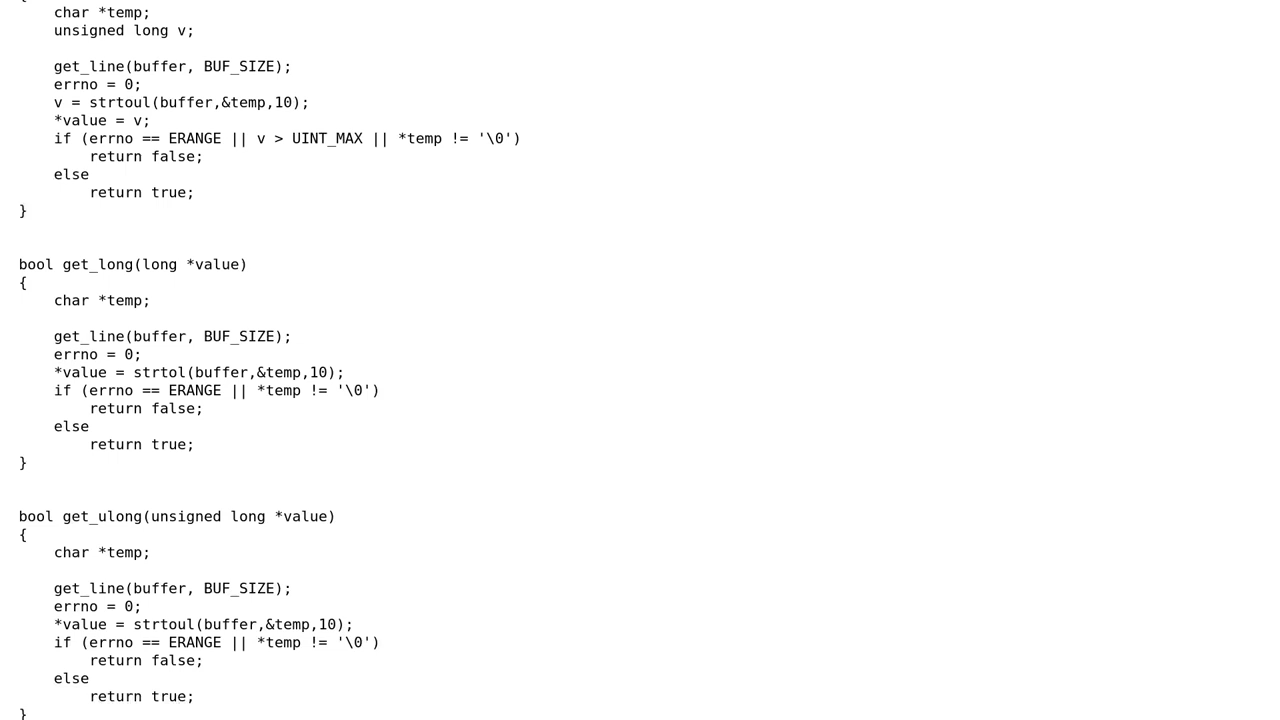 {
    char *temp;
    unsigned long v;

    get_line(buffer, BUF_SIZE);
    errno = 0;
    v = strtoul(buffer,&temp,10);
    *value = v;
    if (errno == ERANGE || v > UINT_MAX || *temp != '\0')
        return false;
    else
        return true;
}


bool get_long(long *value)
{
    char *temp;

    get_line(buffer, BUF_SIZE);
    errno = 0;
    *value = strtol(buffer,&temp,10);
    if (errno == ERANGE || *temp != '\0')
        return false;
    else
        return true;
}


bool get_ulong(unsigned long *value)
{
    char *temp;

    get_line(buffer, BUF_SIZE);
    errno = 0;
    *value = strtoul(buffer,&temp,10);
    if (errno == ERANGE || *temp != '\0')
        return false;
    else
        return true;
}